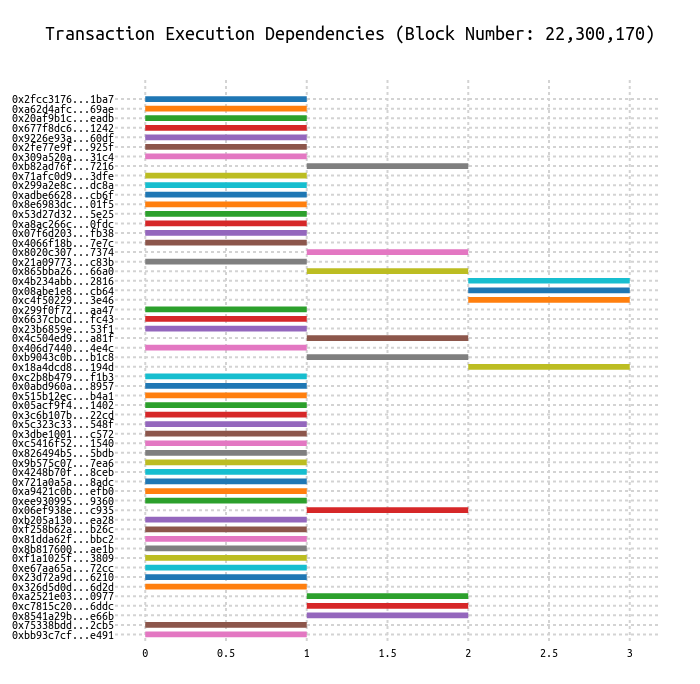 Transaction Execution Dependencies (Block Number: 22,300,170)
0x2fcc3176...1ba7
0xa62d4afc...69ae
0x20af9b1c...eadb
0x677f8dc6...1242
0x9226e93a...60df
0x2fe77e9f...925f
0x309a520a...31c4
0xb82ad76f...7216
0x71afc0d9...3dfe
0x299a2e8c...dc8a
0xadbe6628...cb6f
0x8e6983dc...01f5
0x53d27d32...5e25
0xa8ac266c...0fdc
0x07f6d203...fb38
0x4066f18b...7e7c
0x8020c307...7374
0x21a09773...c83b
0x865bba26...66a0
0x4b234abb...2816
0x08abe1e8...cb64
0xc4f50229...3e46
0x299f0f72...aa47
0x6637cbcd...fc43
0x23b6859e...53f1
0x4c504ed9...a81f
0x406d7440...4e4c
0xb9043c0b...b1c8
0x18a4dcd8...194d
0xc2b8b479...f1b3
0x0abd960a...8957
0x515b12ec...b4a1
0x05acf9f4...1402
0x3c6b107b...22cd
0x5c323c33...548f
0x3dbe1001...c572
0xc5416f52...1540
0x826494b5...5bdb
0x9b575c07...7ea6
0x4248b70f...8ceb
0x721a0a5a...8adc
0xa9421c0b...efb0
0xee930995...9360
0x06ef938e...c935
0xb205a130...ea28
0xf258b62a...b26c
0x81dda62f...bbc2
0x8b817600...ae1b
0xf1a1025f...3809
0xe67aa65a...72cc
0x23d72a9d...6210
0x326d5d0d...6d2d
0xa2521e03...0977
0xc7815c20...6ddc
0x8541a29b...e66b
0x75338bdd...2cb5
0xbb93c7cf...e491
0 0.5 1 1.5 2 2.5 3